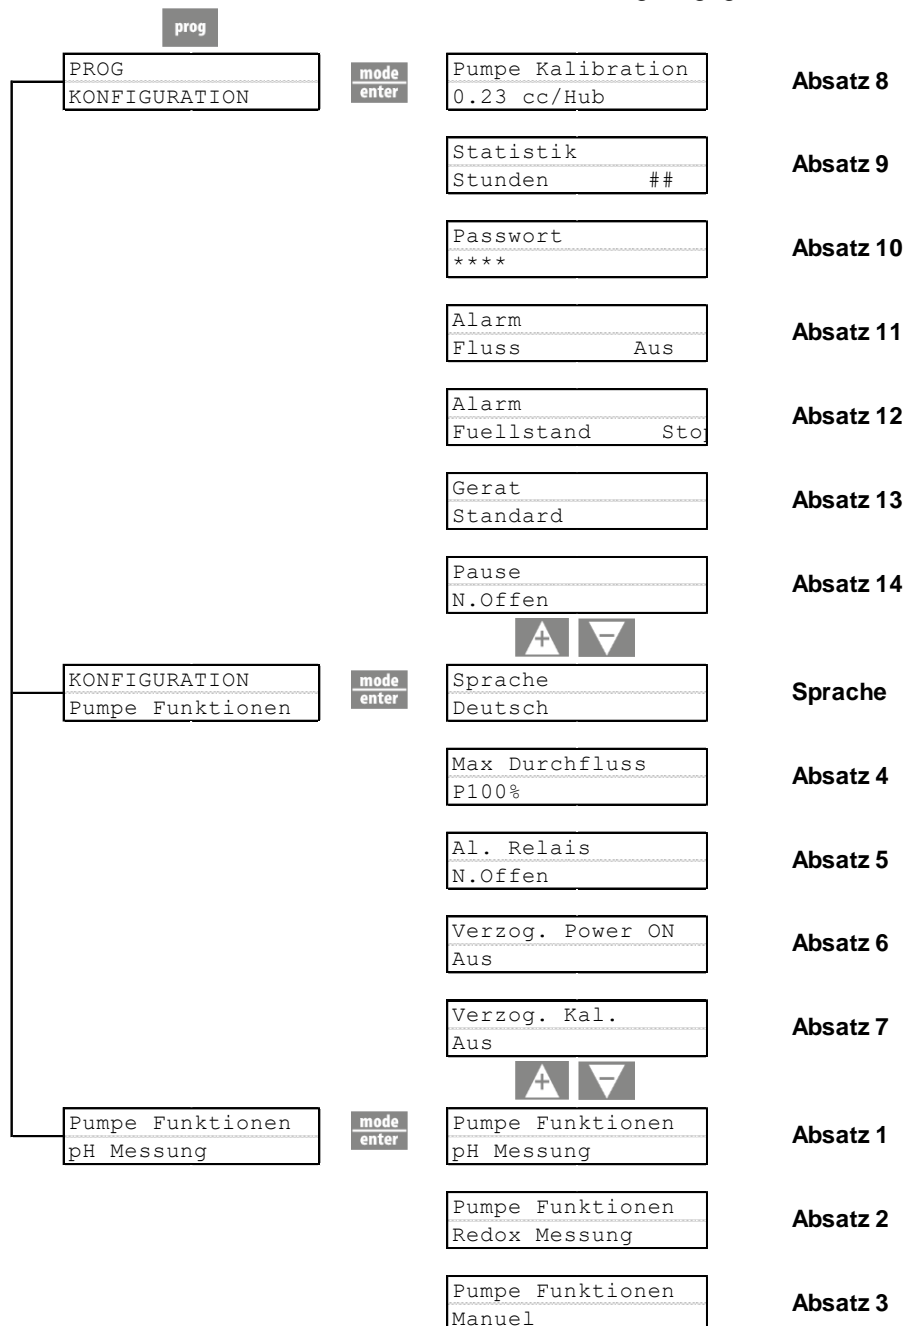 prog
PROG
KONFIGURATION
mode
enter
Pumpe Kalibration
0.23 cc/Hub
Absatz 8
Statistik
Stunden ##
Absatz 9
Passwort
****
Absatz 10
Alarm
Fluss Aus
Absatz 11
Alarm
Fuellstand Stop
Absatz 12
Gerat
Standard
Absatz 13
Pause
N.Offen
Absatz 14
+ −
KONFIGURATION
Pumpe Funktionen
mode
enter
Sprache
Deutsch
Sprache
Max Durchfluss
P100%
Absatz 4
Al. Relais
N.Offen
Absatz 5
Verzog. Power ON
Aus
Absatz 6
Verzog. Kal.
Aus
Absatz 7
+ −
Pumpe Funktionen
pH Messung
mode
enter
Pumpe Funktionen
pH Messung
Absatz 1
Pumpe Funktionen
Redox Messung
Absatz 2
Pumpe Funktionen
Manuel
Absatz 3